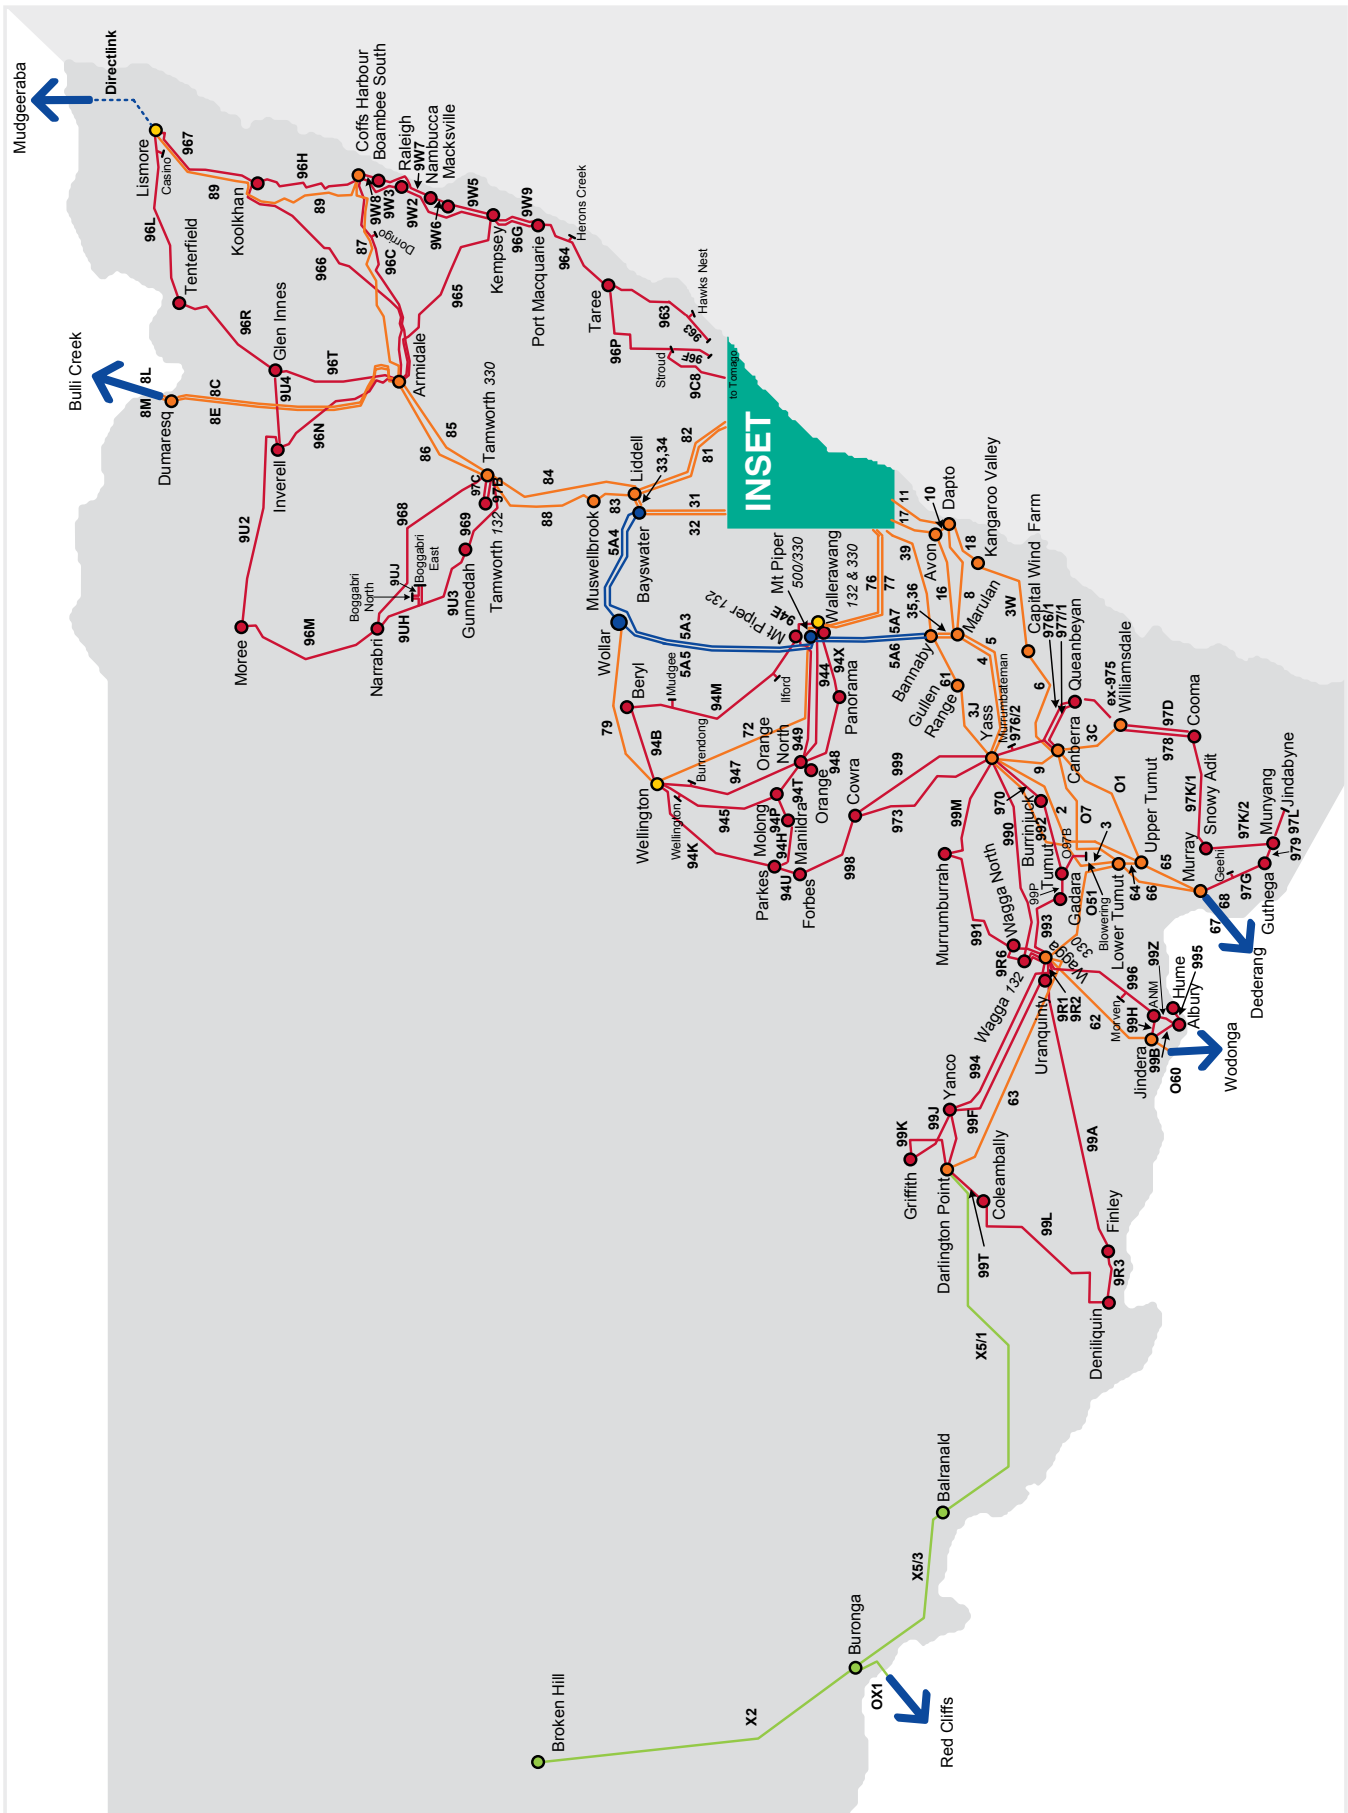 Mudgeeraba
Directlink
Lismore
Casino
967
89
96L
Koolkhan
96H
Tenterfield
89
966
Coffs Harbour
Boambee South
Raleigh
9W7
Nambucca
Macksville
9W8
9W3
9W2
9W6
9W5
87
Dorrigo
96C
965
Kempsey
96G
9W9
Port Macquarie
964
Herons Creek
Taree
963
Hawks Nest
963
96P
96F
Stroud
9C8
to Tomago
Bulli Creek
8L
8M
Dumaresq
8C
8E
96R
Glen Innes
9U4
96T
Armidale
Inverell
96N
Tamworth 330
85
86
97C
97B
Tamworth 132
9U2
968
969
84
88
Boggabri
North
9UJ
Boggabri
East
9U3
Gunnedah
9UH
Moree
96M
Narrabri
Muswellbrook
83
Liddell
33,34
82
81
31
32
Bayswater
5A4
INSET
Wollar
5A3
5A5
Mt Piper
500/330
Wallerawang
132 & 330
Mt Piper 132
94E
76
77
79
Beryl
Mudgee
94M
Ilford
94B
72
944
94X
Panorama
Orange
North
949
948
Orange
94T
Burrendong
947
Wellington
Wellington
945
94K
Molong
94P
Manildra
94H
Parkes
94U
Forbes
998
Cowra
999
973
11
17
10
Dapto
39
Avon
Kangaroo Valley
18
16
8
35,36
Marulan
5A7
5A6
Bannaby
Gullen
Range
61
3J
4
5
3W
Capital Wind Farm
6
976/1
977/1
Queanbeyan
Yass
Murrumbateman
976/2
9
Canberra
3C
ex-975
Williamsdale
97D
978
Cooma
97K/1
Snowy Adit
97K/2
Munyang
Jindabyne
97L
979
Guthega
97G
Geehi
Murray
68
67
Dederang
65
66
64
Upper Tumut
O1
O7
2
3
O97B
Tumut
Gadara
O51
Blowering
Lower Tumut
970
990
Burrinjuck
992
99P
993
99M
Murrumburrah
991
Wagga North
9R6
Wagga
330
Wagga 132
Uranquinty
9R1
9R2
62
996
Morven
ANM
99Z
995
Hume
Albury
99H
Jindera
99B
O60
Wodonga
Yanco
994
99F
63
99J
99K
Griffith
Darlington Point
Coleambally
99T
99L
99A
Finley
9R3
Deniliquin
X5/1
Balranald
X5/3
Buronga
OX1
Red Cliffs
X2
Broken Hill